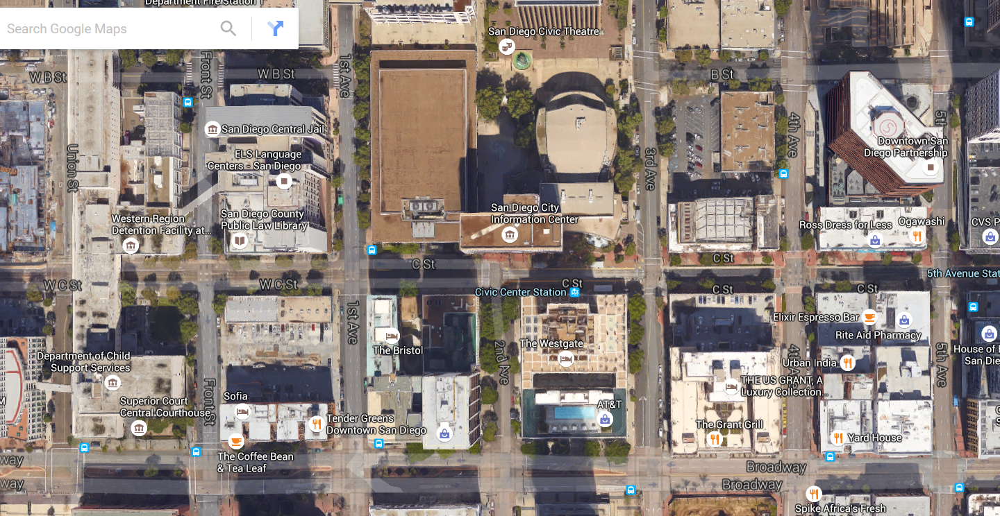 Department Fire Station 1
Search Google Maps
San Diego Civic Theatre
W B St
Front St
W B St
1st Ave
B St
San Diego Central Jail
4th Ave
5th
Downtown San
Diego Partnership
ELS Language
Centers - San Diego
Union St
3rd Ave
San Diego City
Information Center
San Diego County
Public Law Library
Western Region
Detention Facility at...
Ross Dress for Less
Ogawashi
CVS P
C St
C St
5th Avenue Stat
W C St
W C St
Civic Center Station
C St
C St
C St
1st Ave
Elixir Espresso Bar
Rite Aid Pharmacy
The Bristol
The Westgate
2nd Ave
4th Ave
5th Ave
House of
San Die
Department of Child
Support Services
Urban India
THE US GRANT, A
Luxury Collection...
Front St
Sofia
Superior Court
Central Courthouse
AT&T
Tender Greens
Downtown San Diego
The Grant Grill
Yard House
The Coffee Bean
& Tea Leaf
way
Broadway
way
Broadway
Spike Africa's Fresh